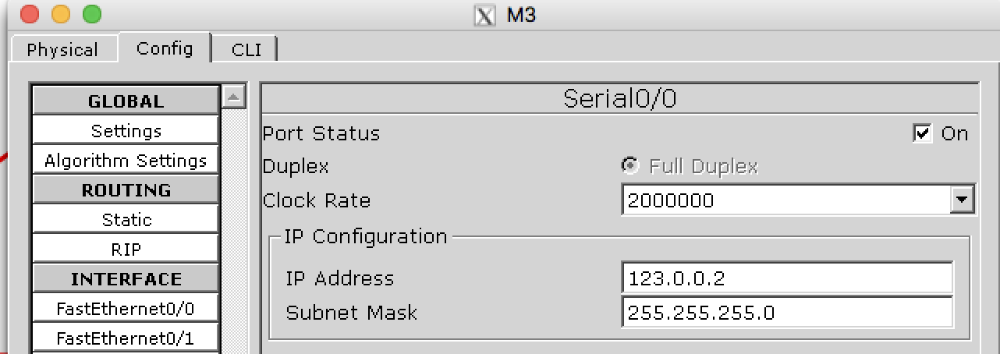 M3
Physical Config CLI
GLOBAL
Settings
Algorithm Settings
ROUTING
Static
RIP
INTERFACE
FastEthernet0/0
FastEthernet0/1
Serial0/0
Port Status On
Duplex Full Duplex
Clock Rate 2000000
IP Configuration
IP Address 123.0.0.2
Subnet Mask 255.255.255.0